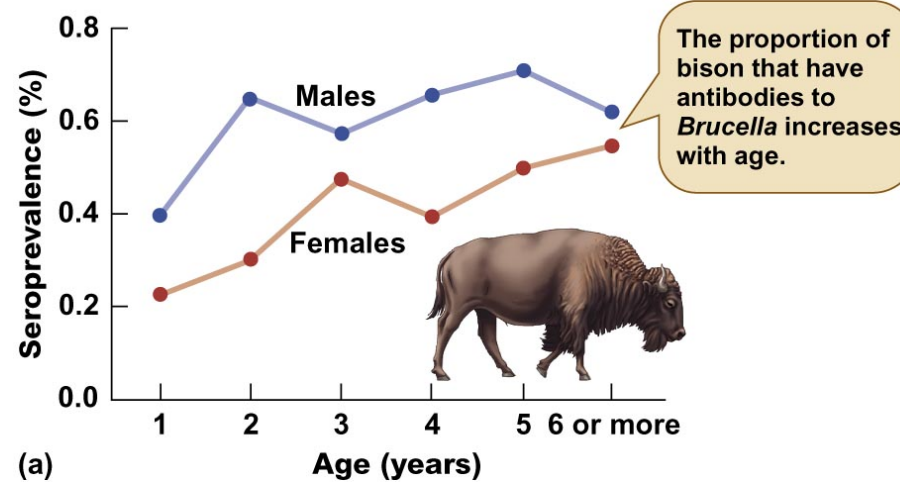 0.8
0.6
0.4
0.2
0.0
Seroprevalence (%)
Males
Females
The proportion of
bison that have
antibodies to
Brucella increases
with age.
1 2 3 4 5 6 or more
(a) Age (years)